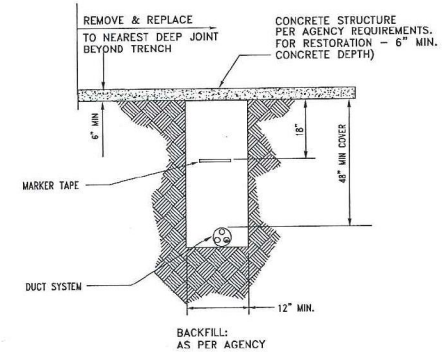 REMOVE & REPLACE
TO NEAREST DEEP JOINT
BEYOND TRENCH
CONCRETE STRUCTURE
PER AGENCY REQUIREMENTS.
FOR RESTORATION - 6" MIN.
CONCRETE DEPTH)
6" MIN
18"
48" MIN COVER
MARKER TAPE
DUCT SYSTEM
12" MIN.
BACKFILL:
AS PER AGENCY